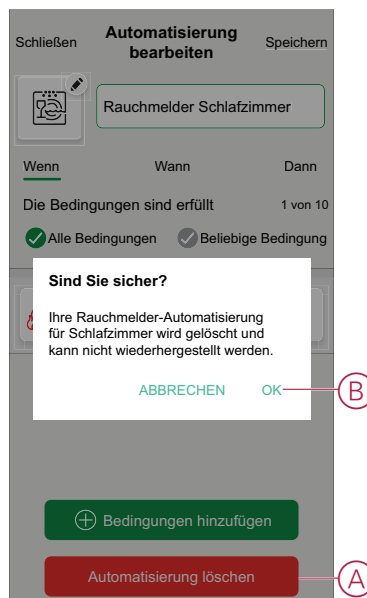 Schließen
Automatisierung
bearbeiten
Speichern
Rauchmelder Schlafzimmer
Wenn
Wann
Dann
Die Bedingungen sind erfüllt
1 von 10
Alle Bedingungen
Beliebige Bedingung
Sind Sie sicher?
Ihre Rauchmelder-Automatisierung
für Schlafzimmer wird gelöscht und
kann nicht wiederhergestellt werden.
ABBRECHEN
OK
B
Bedingungen hinzufügen
Automatisierung löschen
A